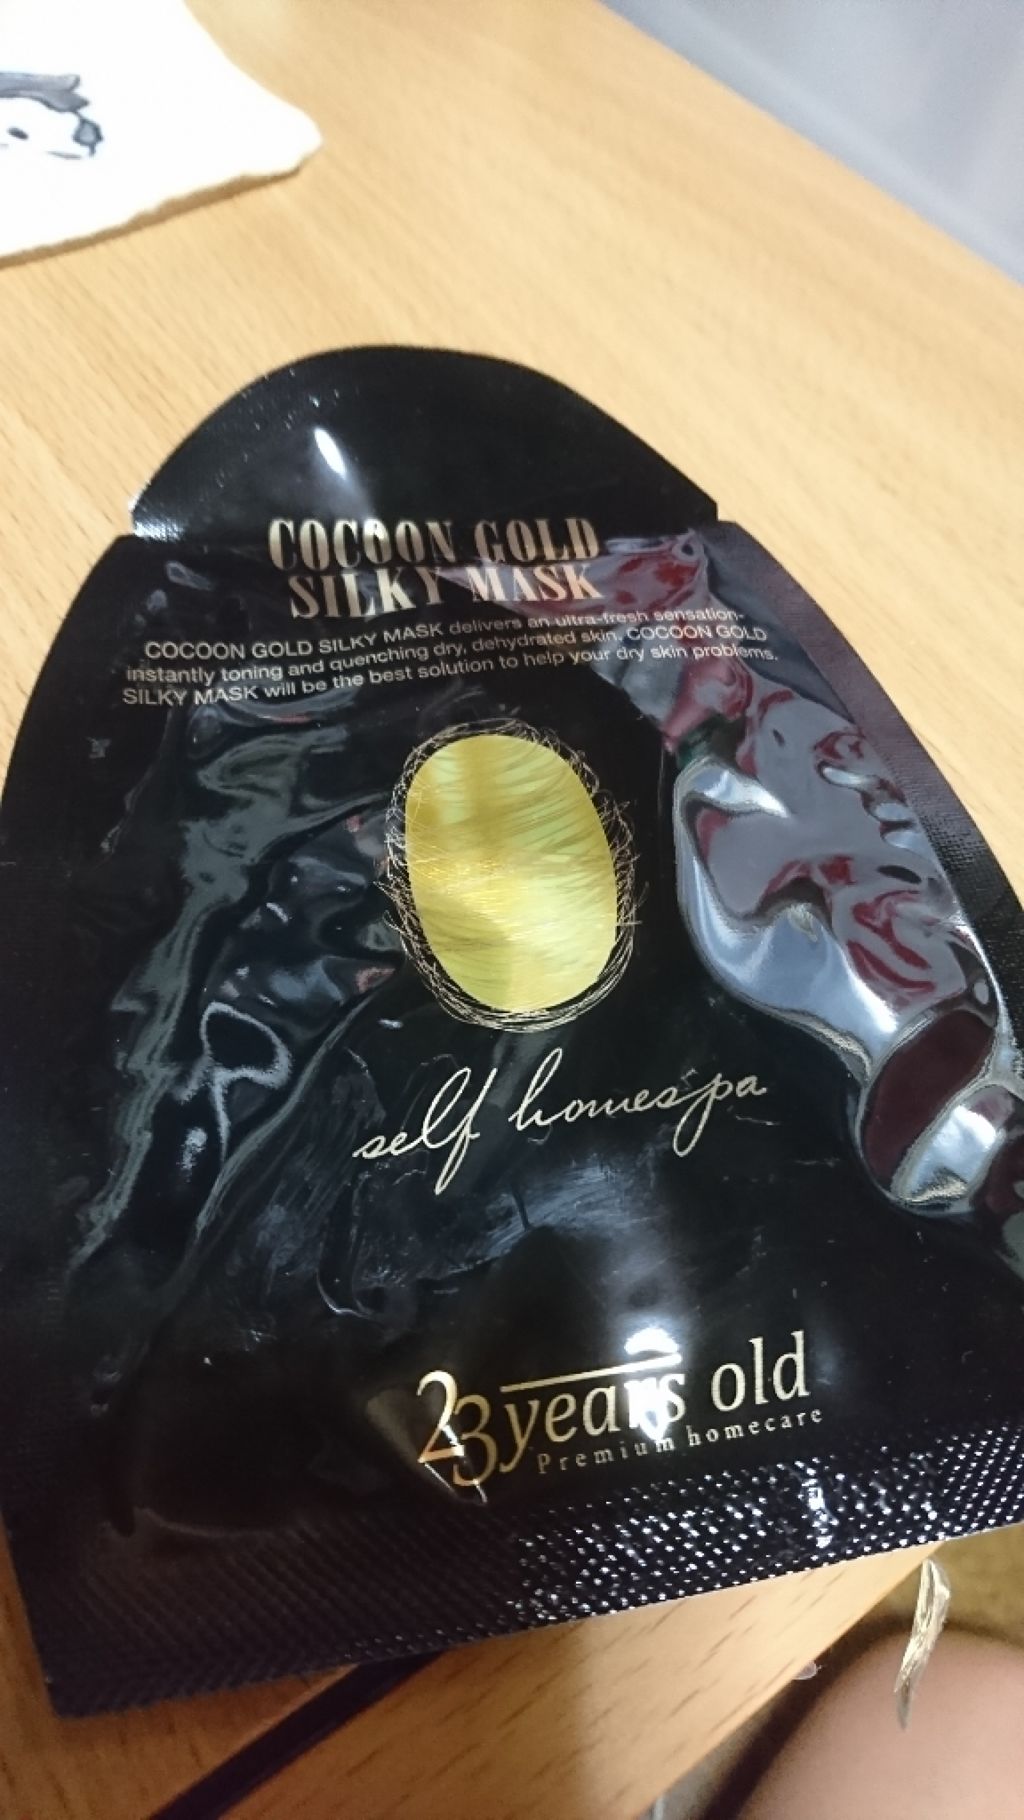 COCOON GOLD
SILKY MASK
COCOON GOLD SILKY MASK delivers an ultra-fresh sensation-
instantly toning and quenching dry, dehydrated skin. COCOON GOLD
SILKY MASK will be the best solution to help your dry skin problems.
self homespa
23 years old
Premium homecare